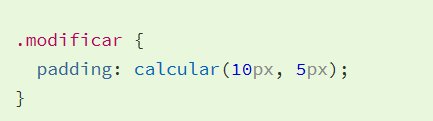 .modificar {
  padding: calcular(10px, 5px);
}